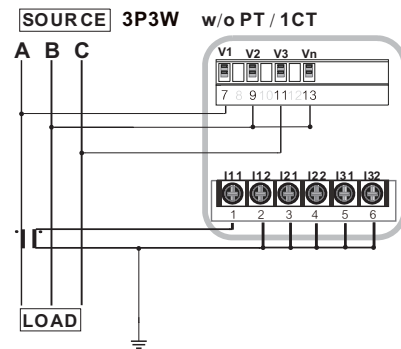 SOURCE 3P3W w/o PT / 1CT
A B C
V1 V2 V3 Vn
7 8 9 10 11 12 13
I11 I12 I21 I22 I31 I32
1 2 3 4 5 6
LOAD